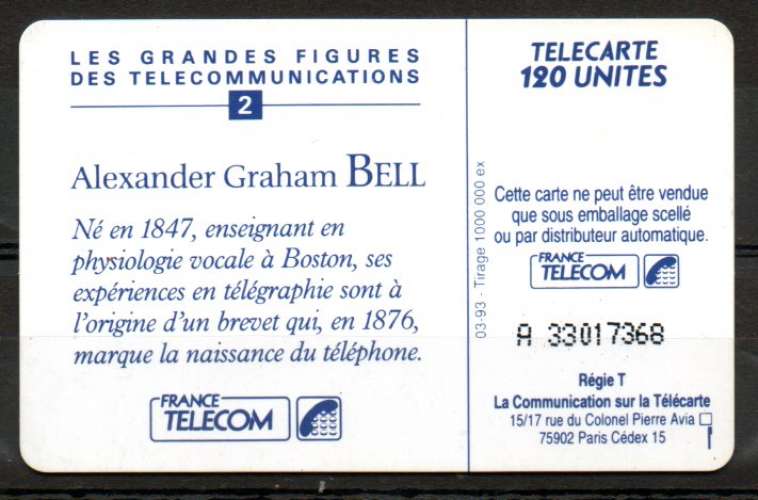 LES GRANDES FIGURES
DES TELECOMMUNICATIONS
2
Alexander Graham BELL
Né en 1847, enseignant en
physiologie vocale à Boston, ses
expériences en télégraphie sont à
l'origine d'un brevet qui, en 1876,
marque la naissance du téléphone.
FRANCE
TELECOM
03-93 - Tirage 1000 000 ex
TELECARTE
120 UNITES
Cette carte ne peut être vendue
que sous emballage scellé
ou par distributeur automatique.
FRANCE
TELECOM
A 33017368
Régie T
La Communication sur la Télécarte
15/17 rue du Colonel Pierre Avia
75902 Paris Cédex 15